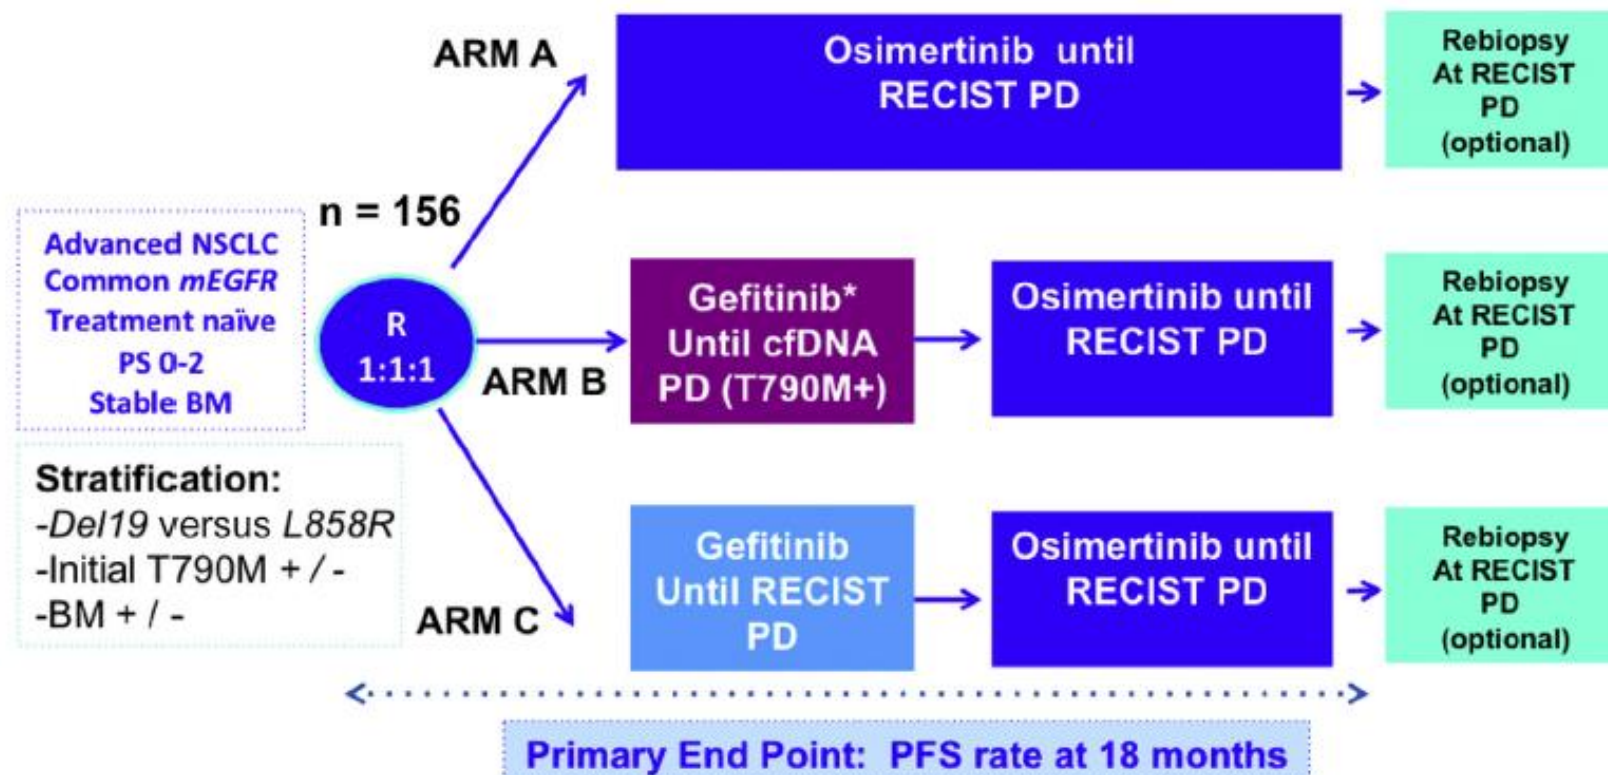 ARM A
Osimertinib until
RECIST PD
Rebiopsy
At RECIST
PD
(optional)
n = 156
Advanced NSCLC
Common mEGFR
Treatment naïve
PS 0-2
Stable BM
R
1:1:1
ARM B
Gefitinib*
Until cfDNA
PD (T790M+)
Osimertinib until
RECIST PD
Rebiopsy
At RECIST
PD
(optional)
Stratification:
-Del19 versus L858R
-Initial T790M + / -
-BM + / -
ARM C
Gefitinib
Until RECIST
PD
Osimertinib until
RECIST PD
Rebiopsy
At RECIST
PD
(optional)
Primary End Point: PFS rate at 18 months